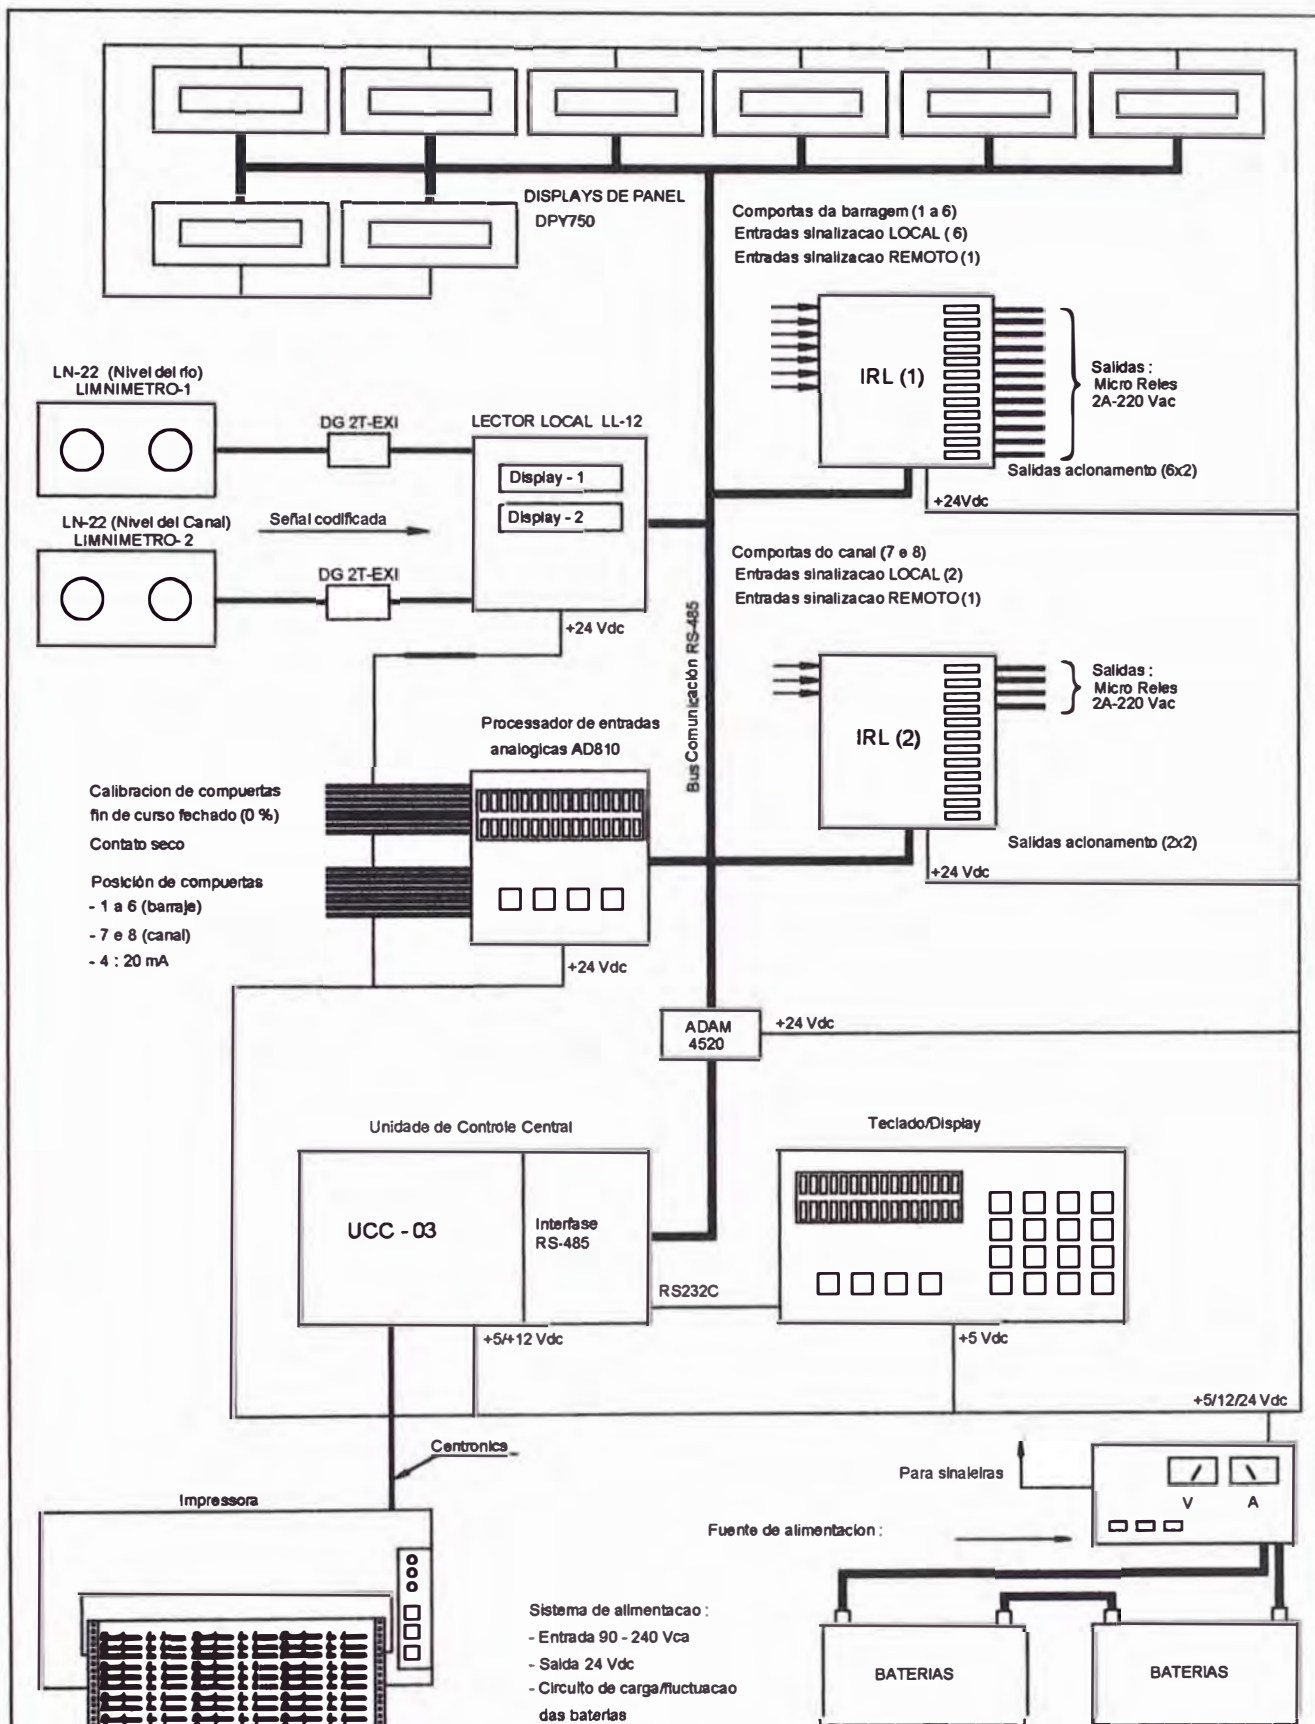 DISPLAYS DE PANEL
DPY750
Comportas da barragem (1 a 6)
Entradas sinalizacao LOCAL ( 6)
Entradas sinalizacao REMOTO (1)
IRL (1)
Salidas :
Micro Reles
2A-220 Vac
Salidas acionamento (6x2)
+24Vdc
LN-22 (Nivel del río)
LIMNIMETRO-1
DG 2T-EXI
LECTOR LOCAL LL-12
Display - 1
Display - 2
LN-22 (Nivel del Canal)
LIMNIMETRO- 2
Señal codificada
DG 2T-EXI
+24 Vdc
Bus Comunicación RS-485
Comportas do canal (7 e 8)
Entradas sinalizacao LOCAL (2)
Entradas sinalizacao REMOTO (1)
IRL (2)
Salidas :
Micro Reles
2A-220 Vac
Salidas acionamento (2x2)
+24 Vdc
Processador de entradas
analogicas AD810
Calibracion de compuertas
fin de curso fechado (0 %)
Contato seco
Posición de compuertas
- 1 a 6 (barraje)
- 7 e 8 (canal)
- 4 : 20 mA
+24 Vdc
ADAM
4520
+24 Vdc
Unidade de Controle Central
UCC - 03
Interfase
RS-485
Teclado/Display
RS232C
+5/+12 Vdc
+5 Vdc
+5/12/24 Vdc
Centronics
Impressora
Para sinaleiras
V
A
Fuente de alimentacion :
Sistema de alimentacao :
- Entrada 90 - 240 Vca
- Saida 24 Vdc
- Circuito de carga/fluctuacao
das baterias
BATERIAS
BATERIAS